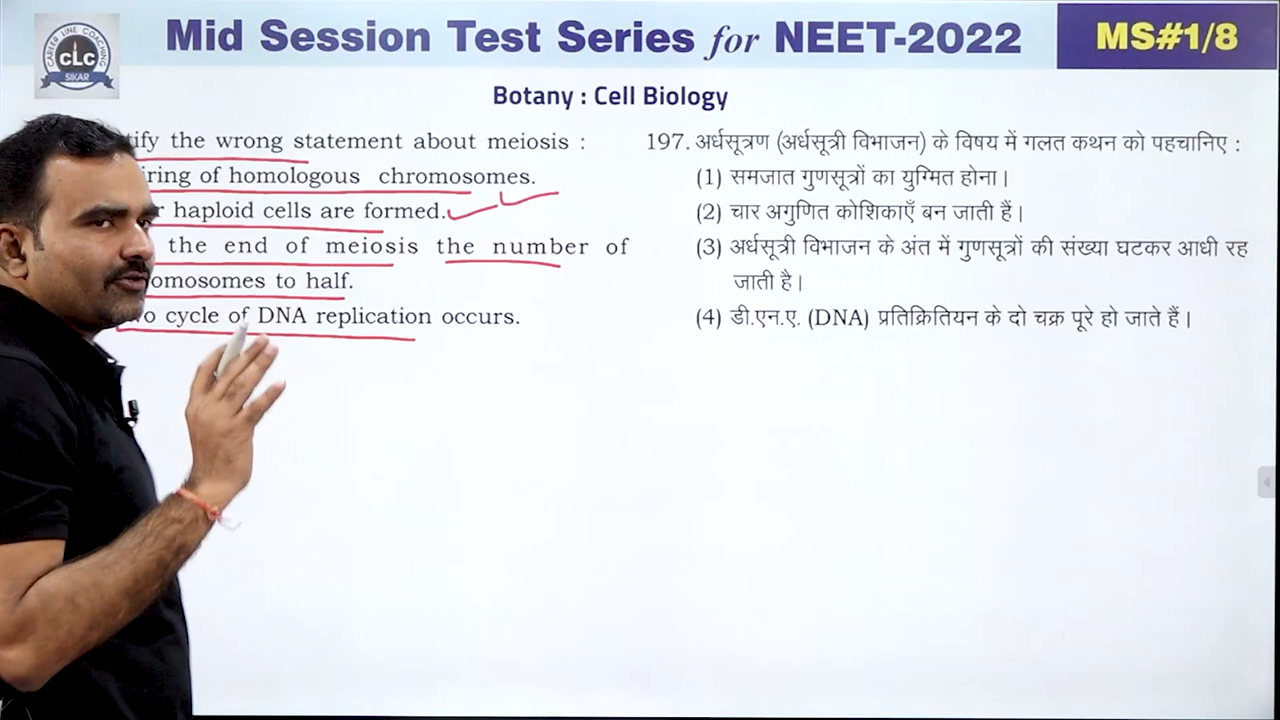 Mid Session Test Series for NEET-2022
MS#1/8
CAREER LINE COACHING
CLC
SIKAR
Botany : Cell Biology
the wrong statement about meiosis :
of homologous chromosomes.
haploid cells are formed.
the end of meiosis the number of
to half.
cycle of DNA replication occurs.
197. अर्धसूत्रण (अर्धसूत्री विभाजन) के विषय में गलत कथन को पहचानिए :
(1) समजात गुणसूत्रों का युग्मित होना।
(2) चार अगुणित कोशिकाएँ बन जाती हैं।
(3) अर्धसूत्री विभाजन के अंत में गुणसूत्रों की संख्या घटकर आधी रह
जाती है।
(4) डी.एन.ए. (DNA) प्रतिक्रितियन के दो चक्र पूरे हो जाते हैं।